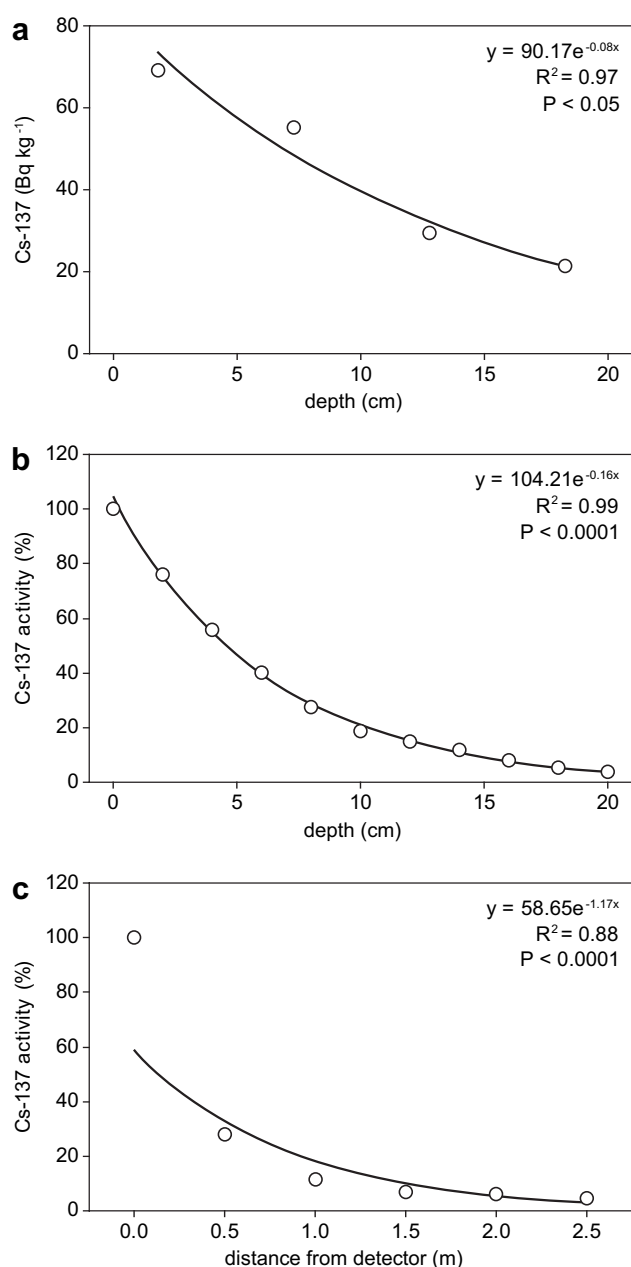 a
80
60
40
20
0
Cs-137 (Bq kg⁻¹)
y = 90.17e⁻⁰·⁰⁸ˣ
R² = 0.97
P < 0.05
0 5 10 15 20
depth (cm)
b
120
100
80
60
40
20
0
Cs-137 activity (%)
y = 104.21e⁻⁰·¹⁶ˣ
R² = 0.99
P < 0.0001
0 5 10 15 20
depth (cm)
c
120
100
80
60
40
20
0
Cs-137 activity (%)
y = 58.65e⁻¹·¹⁷ˣ
R² = 0.88
P < 0.0001
0.0 0.5 1.0 1.5 2.0 2.5
distance from detector (m)